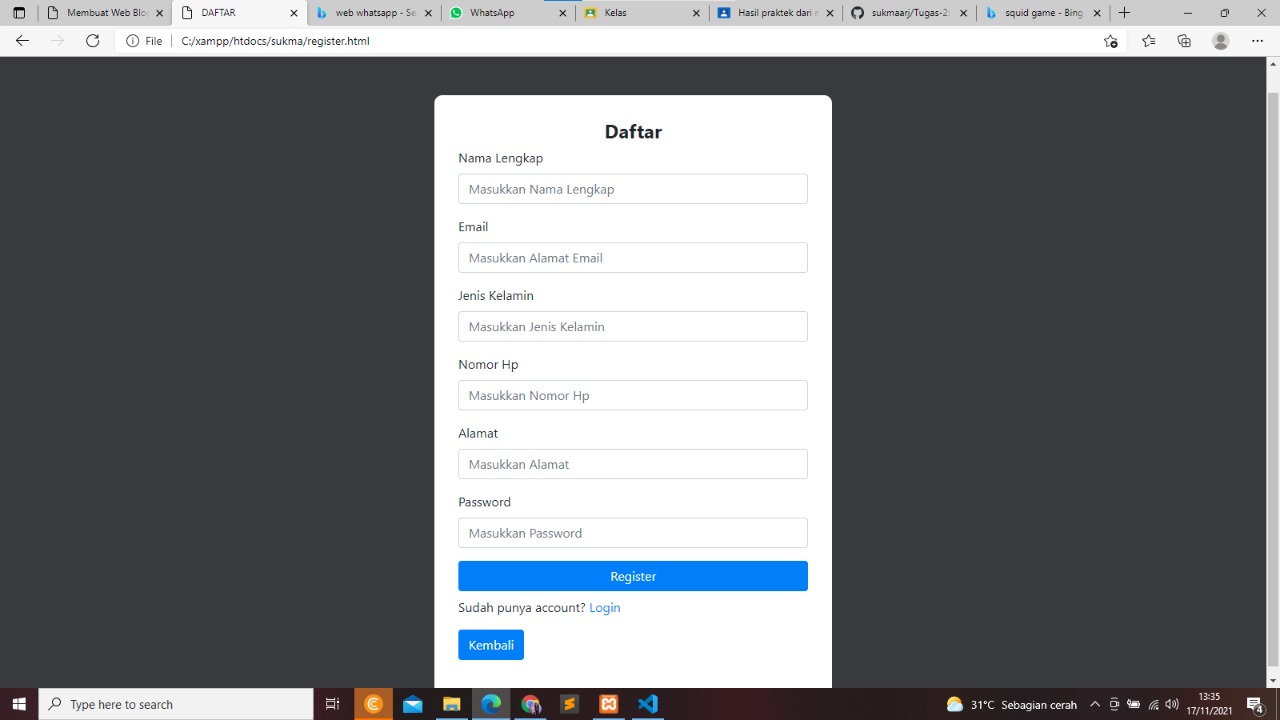 Membuat Web Blo
DAFTAR
web whatsapp - Se
WhatsApp
Kelas
Hasil praktek dari
sukmaarj/Tugas-2
squid game - Bing
File
C:/xampp/htdocs/sukma/register.html
Daftar
Nama Lengkap
Masukkan Nama Lengkap
Email
Masukkan Alamat Email
Jenis Kelamin
Masukkan Jenis Kelamin
Nomor Hp
Masukkan Nomor Hp
Alamat
Masukkan Alamat
Password
Masukkan Password
Register
Sudah punya account? Login
Kembali
Type here to search
31°C Sebagian cerah
13:35
17/11/2021
4